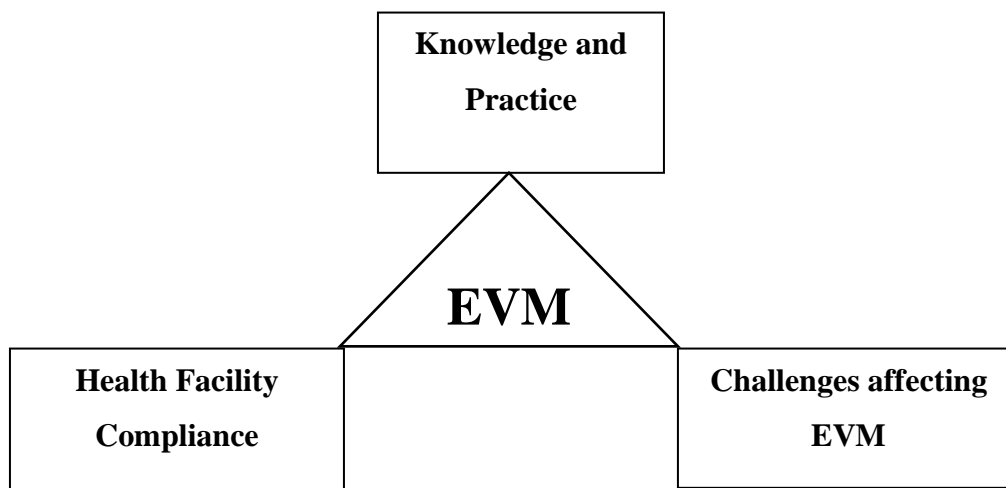 Knowledge and
Practice
EVM
Health Facility
Compliance
Challenges affecting
EVM